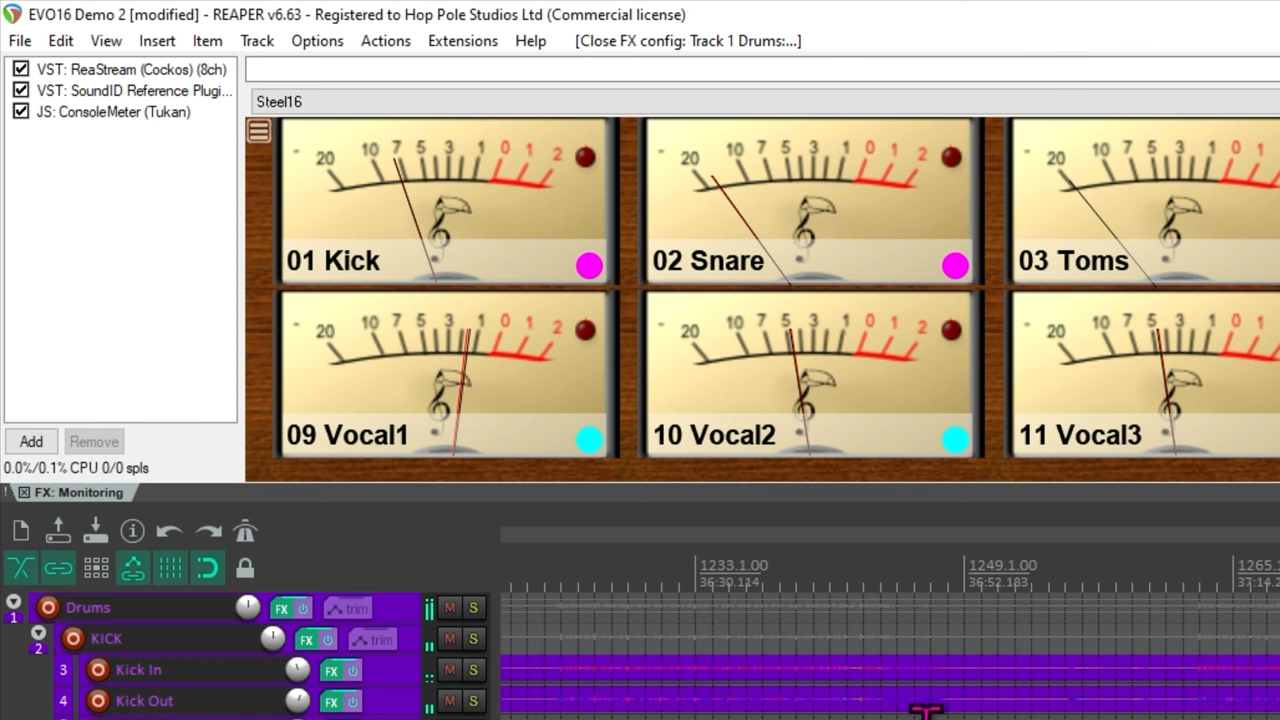 EVO16 Demo 2 [modified] - REAPER v6.63 - Registered to Hop Pole Studios Ltd (Commercial license)
File Edit View Insert Item Track Options Actions Extensions Help [Close FX config: Track 1 Drums:...]
VST: ReaStream (Cockos) (8ch)
VST: SoundID Reference Plugi...
JS: ConsoleMeter (Tukan)
Steel16
- 20 10 7 5 3 1 0 1 2
01 Kick
- 20 10 7 5 3 1 0 1 2
02 Snare
- 20 10 7 5 3 1 0 1
03 Toms
- 20 10 7 5 3 1 0 1 2
09 Vocal1
- 20 10 7 5 3 1 0 1 2
10 Vocal2
- 20 10 7 5 3 1 0 1
11 Vocal3
Add Remove
0.0%/0.1% CPU 0/0 spls
FX: Monitoring
1233.1.00 1249.1.00 1265.
36:30.114 36:52.183 37:14.2
1 Drums FX trim M S
2 KICK FX trim M S
3 Kick In FX M S
4 Kick Out FX M S